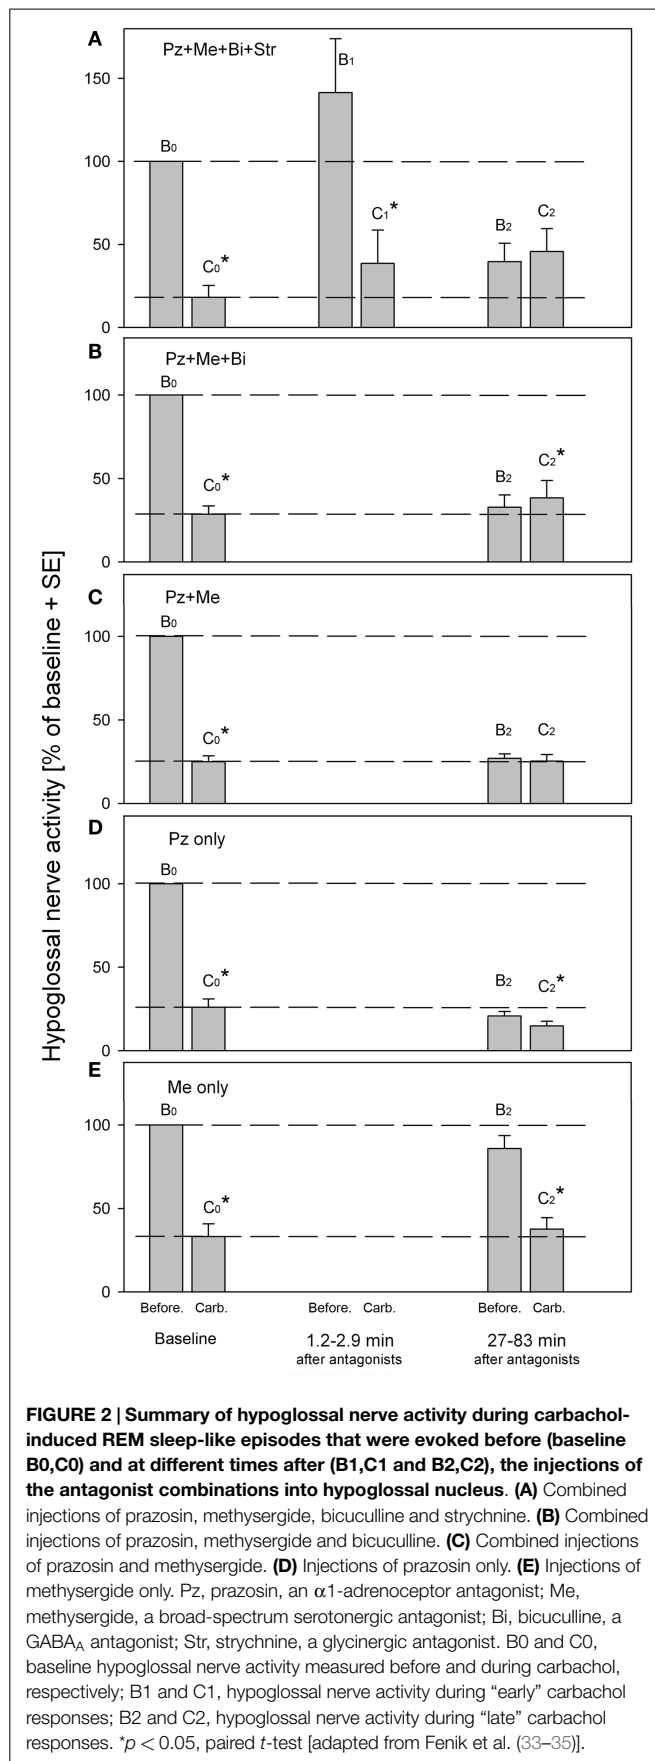 A
Pz+Me+Bi+Str
150
100
50
0
B0
C0*
B1
C1*
B2
C2
B
Pz+Me+Bi
100
50
0
B0
C0*
B2
C2*
C
Pz+Me
100
50
0
B0
C0*
B2
C2
D
Pz only
100
50
0
B0
C0*
B2
C2*
E
Me only
100
50
0
B0
C0*
B2
C2*
Hypoglossal nerve activity [% of baseline + SE]
Before. Carb. Before. Carb. Before. Carb.
Baseline 1.2-2.9 min 27-83 min
after antagonists after antagonists
FIGURE 2 | Summary of hypoglossal nerve activity during carbachol-
induced REM sleep-like episodes that were evoked before (baseline
B0,C0) and at different times after (B1,C1 and B2,C2), the injections of
the antagonist combinations into hypoglossal nucleus. (A) Combined
injections of prazosin, methysergide, bicuculline and strychnine. (B) Combined
injections of prazosin, methysergide and bicuculline. (C) Combined injections
of prazosin and methysergide. (D) Injections of prazosin only. (E) Injections of
methysergide only. Pz, prazosin, an α1-adrenoceptor antagonist; Me,
methysergide, a broad-spectrum serotonergic antagonist; Bi, bicuculline, a
GABAA antagonist; Str, strychnine, a glycinergic antagonist. B0 and C0,
baseline hypoglossal nerve activity measured before and during carbachol,
respectively; B1 and C1, hypoglossal nerve activity during “early” carbachol
responses; B2 and C2, hypoglossal nerve activity during “late” carbachol
responses. *p < 0.05, paired t-test [adapted from Fenik et al. (33–35)].